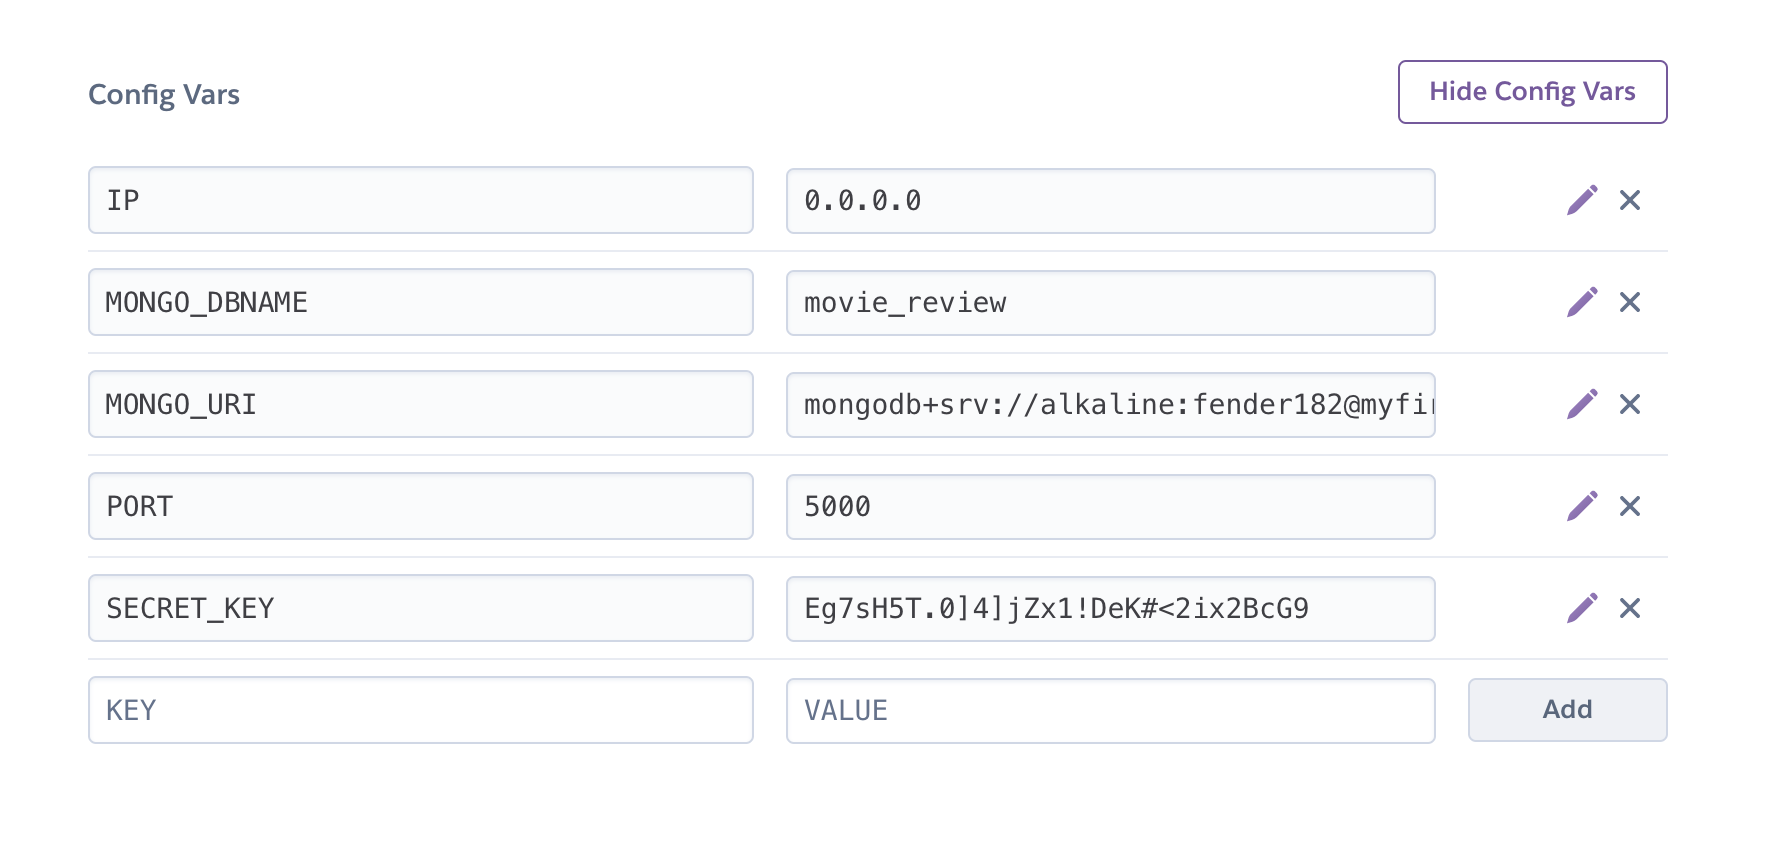 Config Vars
Hide Config Vars
IP 0.0.0.0
MONGO_DBNAME movie_review
MONGO_URI mongodb+srv://alkaline:fender182@myfi
PORT 5000
SECRET_KEY Eg7sH5T.0]4]jZx1!DeK#<2ix2BcG9
KEY VALUE Add